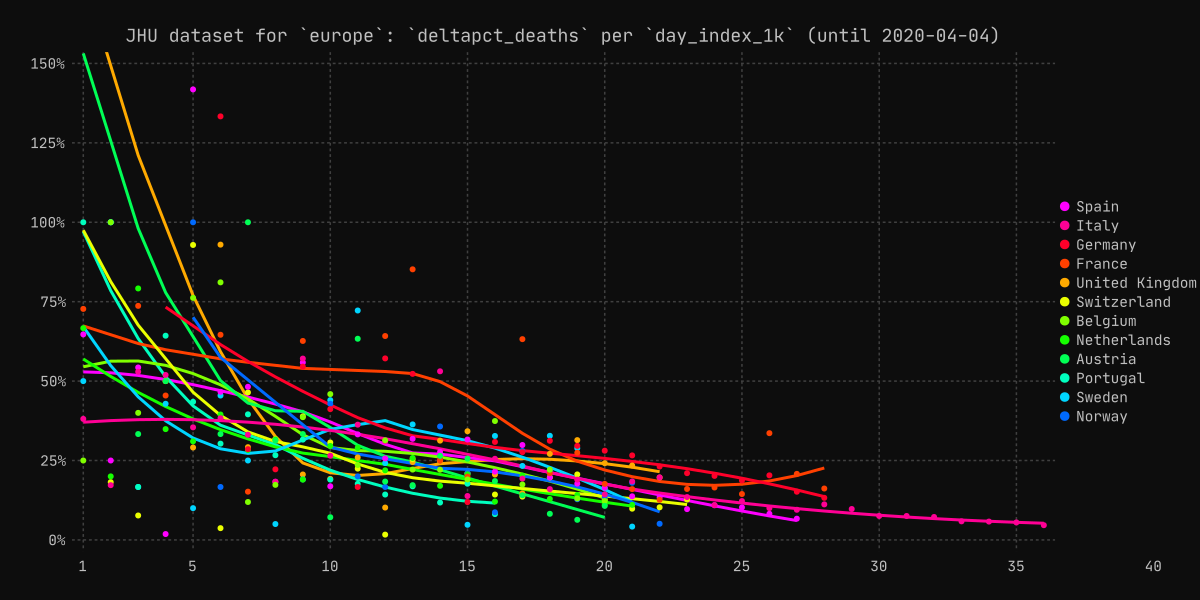 JHU dataset for `europe`: `deltapct_deaths` per `day_index_1k` (until 2020-04-04)
150%
125%
100%
75%
50%
25%
0%
1 5 10 15 20 25 30 35 40
Spain
Italy
Germany
France
United Kingdom
Switzerland
Belgium
Netherlands
Austria
Portugal
Sweden
Norway